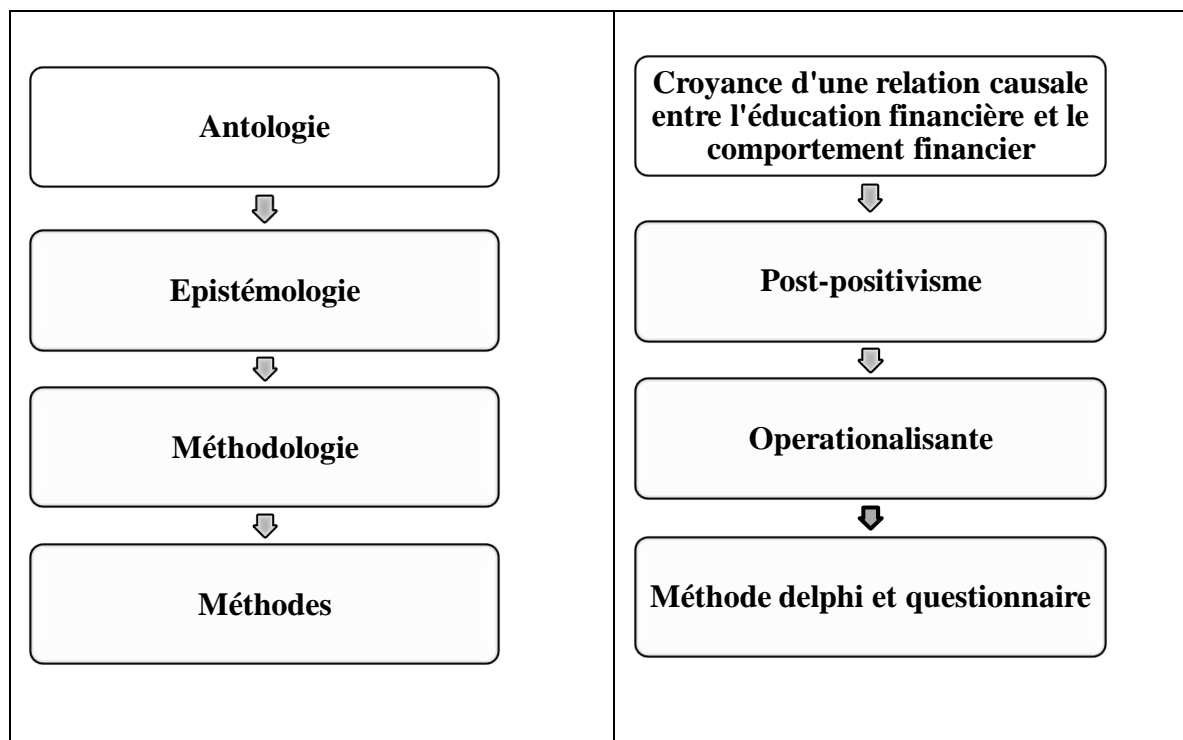 Antologie
Epistémologie
Méthodologie
Méthodes
Croyance d'une relation causale
entre l'éducation financière et le
comportement financier
Post-positivisme
Operationalisante
Méthode delphi et questionnaire